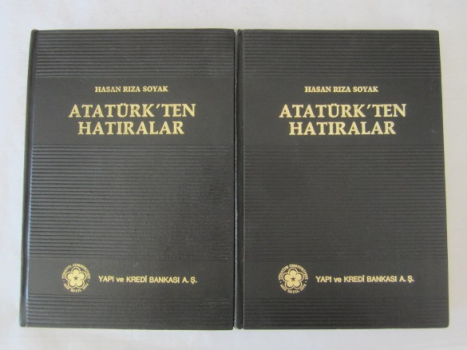 HASAN RIZA SOYAK
ATATÜRK'TEN
HATIRALAR
YAPI ve KREDİ BANKASI A. Ş.
HASAN RIZA SOYAK
ATATÜRK'TEN
HATIRALAR
YAPI ve KREDİ BANKASI A. Ş.